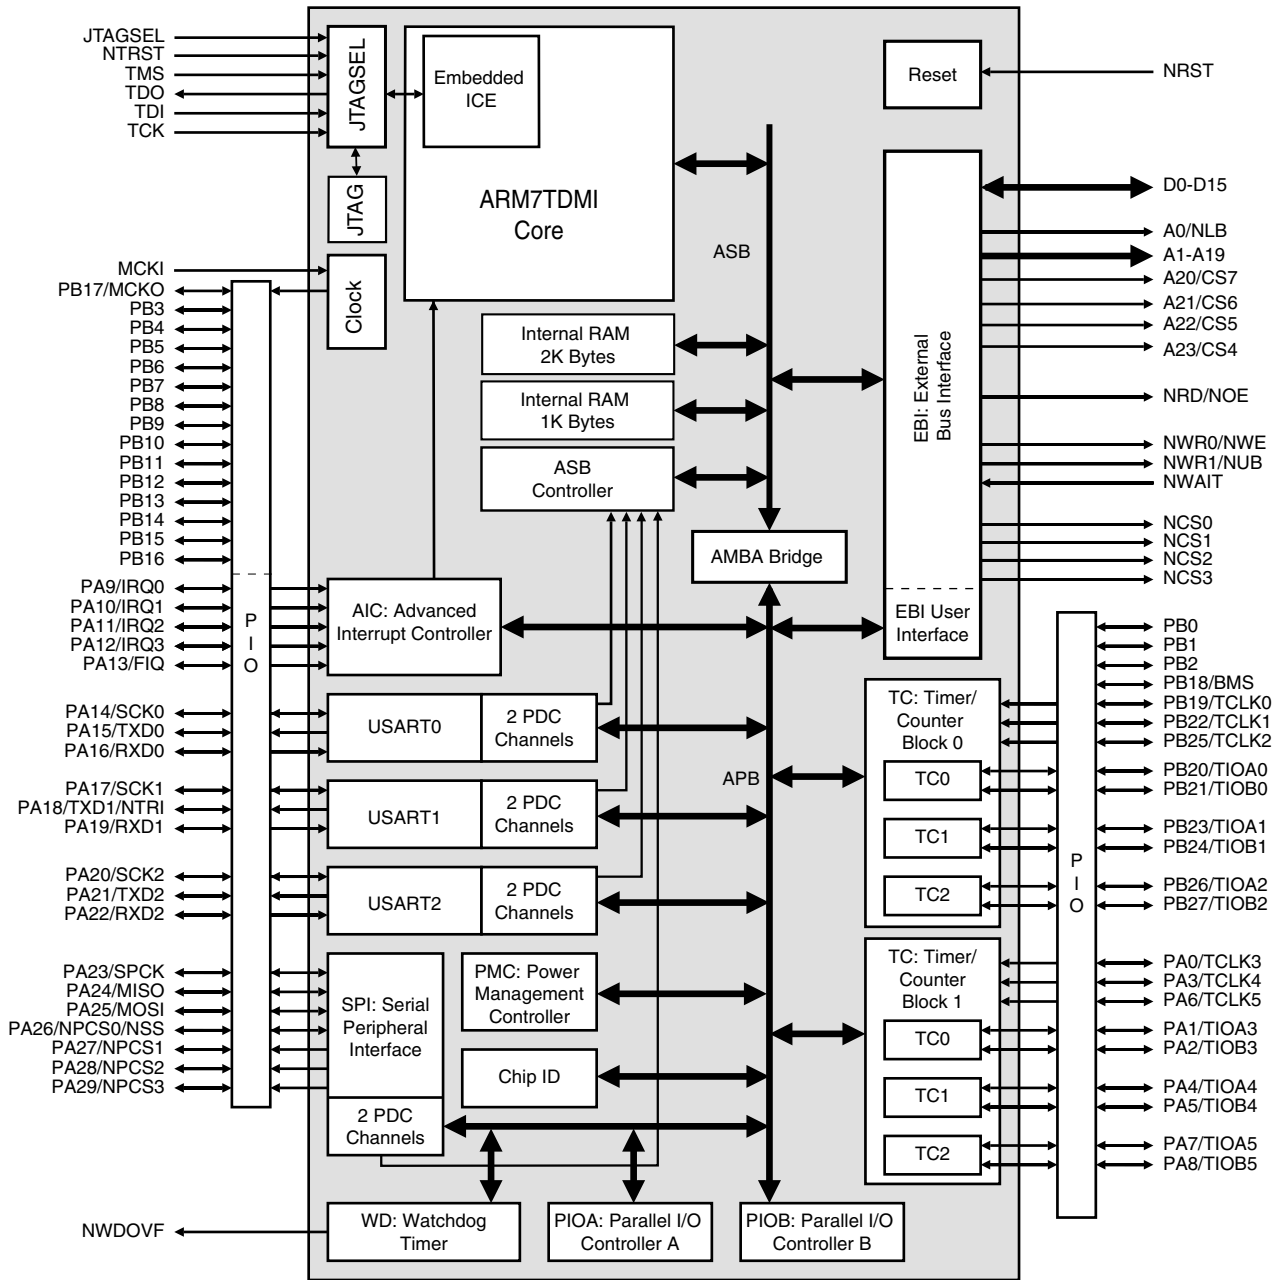 JTAGSEL
NTRST
TMS
TDO
TDI
TCK
JTAGSEL
Embedded
ICE
JTAG
ARM7TDMI
Core
Reset
NRST
MCKI
PB17/MCKO
PB3
PB4
PB5
PB6
PB7
PB8
PB9
PB10
PB11
PB12
PB13
PB14
PB15
PB16
PA9/IRQ0
PA10/IRQ1
PA11/IRQ2
PA12/IRQ3
PA13/FIQ
PA14/SCK0
PA15/TXD0
PA16/RXD0
PA17/SCK1
PA18/TXD1/NTRI
PA19/RXD1
PA20/SCK2
PA21/TXD2
PA22/RXD2
PA23/SPCK
PA24/MISO
PA25/MOSI
PA26/NPCS0/NSS
PA27/NPCS1
PA28/NPCS2
PA29/NPCS3
NWDOVF
P
I
O
Clock
Internal RAM
2K Bytes
Internal RAM
1K Bytes
ASB
Controller
ASB
AMBA Bridge
AIC: Advanced
Interrupt Controller
USART0
2 PDC
Channels
USART1
2 PDC
Channels
USART2
2 PDC
Channels
APB
SPI: Serial
Peripheral
Interface
2 PDC
Channels
PMC: Power
Management
Controller
Chip ID
WD: Watchdog
Timer
PIOA: Parallel I/O
Controller A
PIOB: Parallel I/O
Controller B
EBI: External
Bus Interface
EBI User
Interface
TC: Timer/
Counter
Block 0
TC0
TC1
TC2
TC: Timer/
Counter
Block 1
TC0
TC1
TC2
P
I
O
D0-D15
A0/NLB
A1-A19
A20/CS7
A21/CS6
A22/CS5
A23/CS4
NRD/NOE
NWR0/NWE
NWR1/NUB
NWAIT
NCS0
NCS1
NCS2
NCS3
PB0
PB1
PB2
PB18/BMS
PB19/TCLK0
PB22/TCLK1
PB25/TCLK2
PB20/TIOA0
PB21/TIOB0
PB23/TIOA1
PB24/TIOB1
PB26/TIOA2
PB27/TIOB2
PA0/TCLK3
PA3/TCLK4
PA6/TCLK5
PA1/TIOA3
PA2/TIOB3
PA4/TIOA4
PA5/TIOB4
PA7/TIOA5
PA8/TIOB5